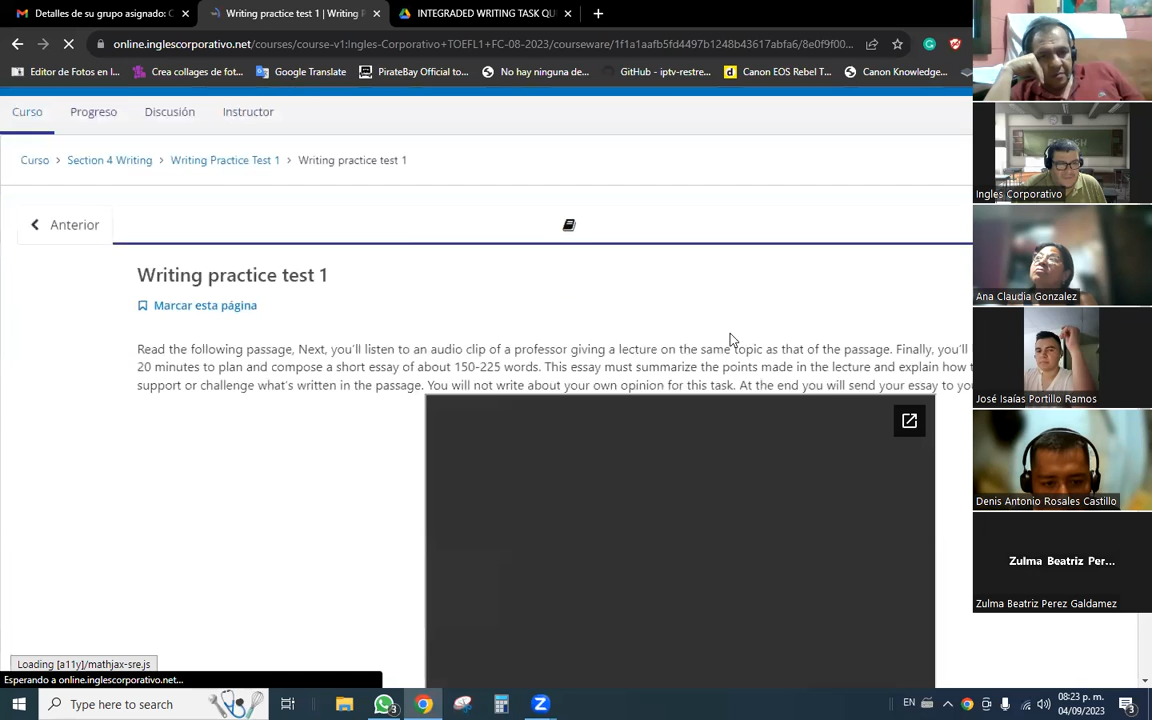 Detalles de su grupo asignado: C
Writing practice test 1 | Writing P
INTEGRADED WRITING TASK QU
online.inglescorporativo.net/courses/course-v1:Ingles-Corporativo+TOEFL1+FC-08-2023/courseware/1f1a1aafb5fd4497b1248b43617abfa6/8e0f9f00...
Editor de Fotos en l...
Crea collages de fot...
Google Translate
PirateBay Official to...
No hay ninguna de...
GitHub - iptv-restre...
Canon EOS Rebel T...
Canon Knowledge...
Curso
Progreso
Discusión
Instructor
Curso > Section 4 Writing > Writing Practice Test 1 > Writing practice test 1
Anterior
Writing practice test 1
Marcar esta página
Read the following passage, Next, you'll listen to an audio clip of a professor giving a lecture on the same topic as that of the passage. Finally, you'll
20 minutes to plan and compose a short essay of about 150-225 words. This essay must summarize the points made in the lecture and explain how t
support or challenge what's written in the passage. You will not write about your own opinion for this task. At the end you will send your essay to yo
Ingles Corporativo
Ana Claudia Gonzalez
José Isaías Portillo Ramos
Denis Antonio Rosales Castillo
Zulma Beatriz Per...
Zulma Beatriz Perez Galdamez
Loading [a11y]/mathjax-sre.js
Esperando a online.inglescorporativo.net...
Type here to search
3
EN
08:23 p. m.
04/09/2023
3